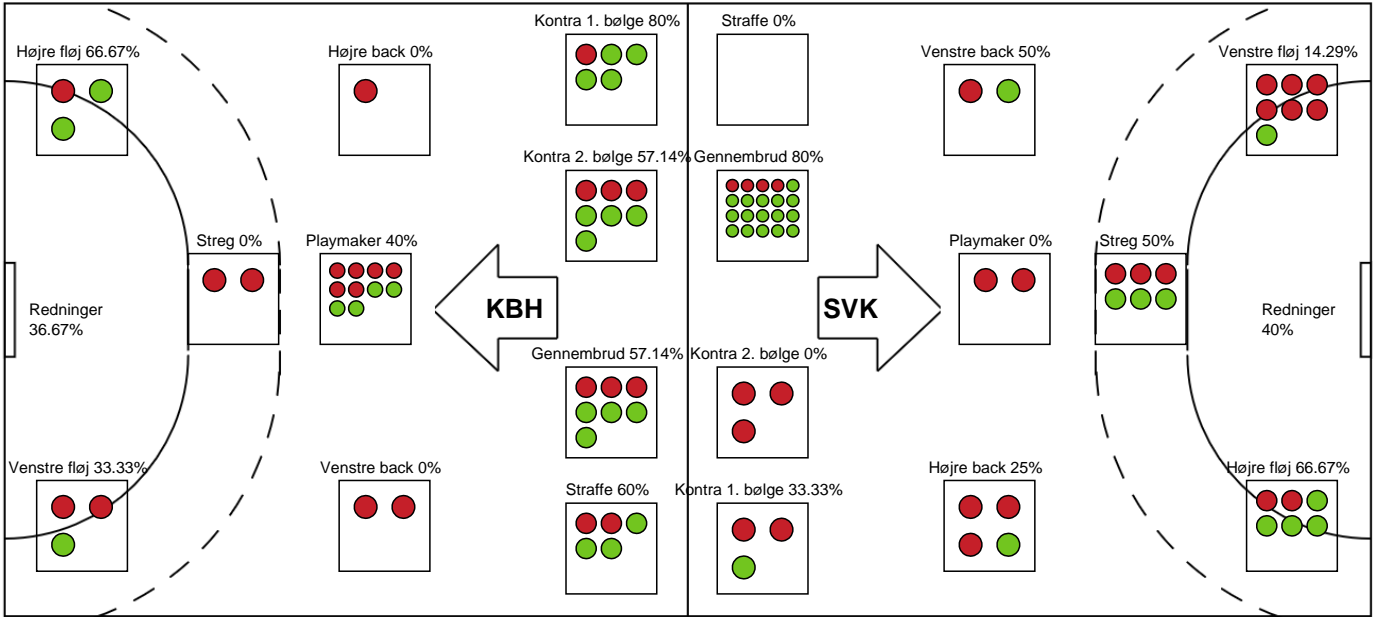 Kontra 1. bølge 80%
Straffe 0%
Højre fløj 66.67%
Højre back 0%
Venstre back 50%
Venstre fløj 14.29%
Kontra 2. bølge 57.14%
Gennembrud 80%
Streg 0%
Playmaker 40%
Playmaker 0%
Streg 50%
Redninger
36.67%
KBH
SVK
Redninger
40%
Gennembrud 57.14%
Kontra 2. bølge 0%
Venstre fløj 33.33%
Venstre back 0%
Straffe 60%
Kontra 1. bølge 33.33%
Højre back 25%
Højre fløj 66.67%